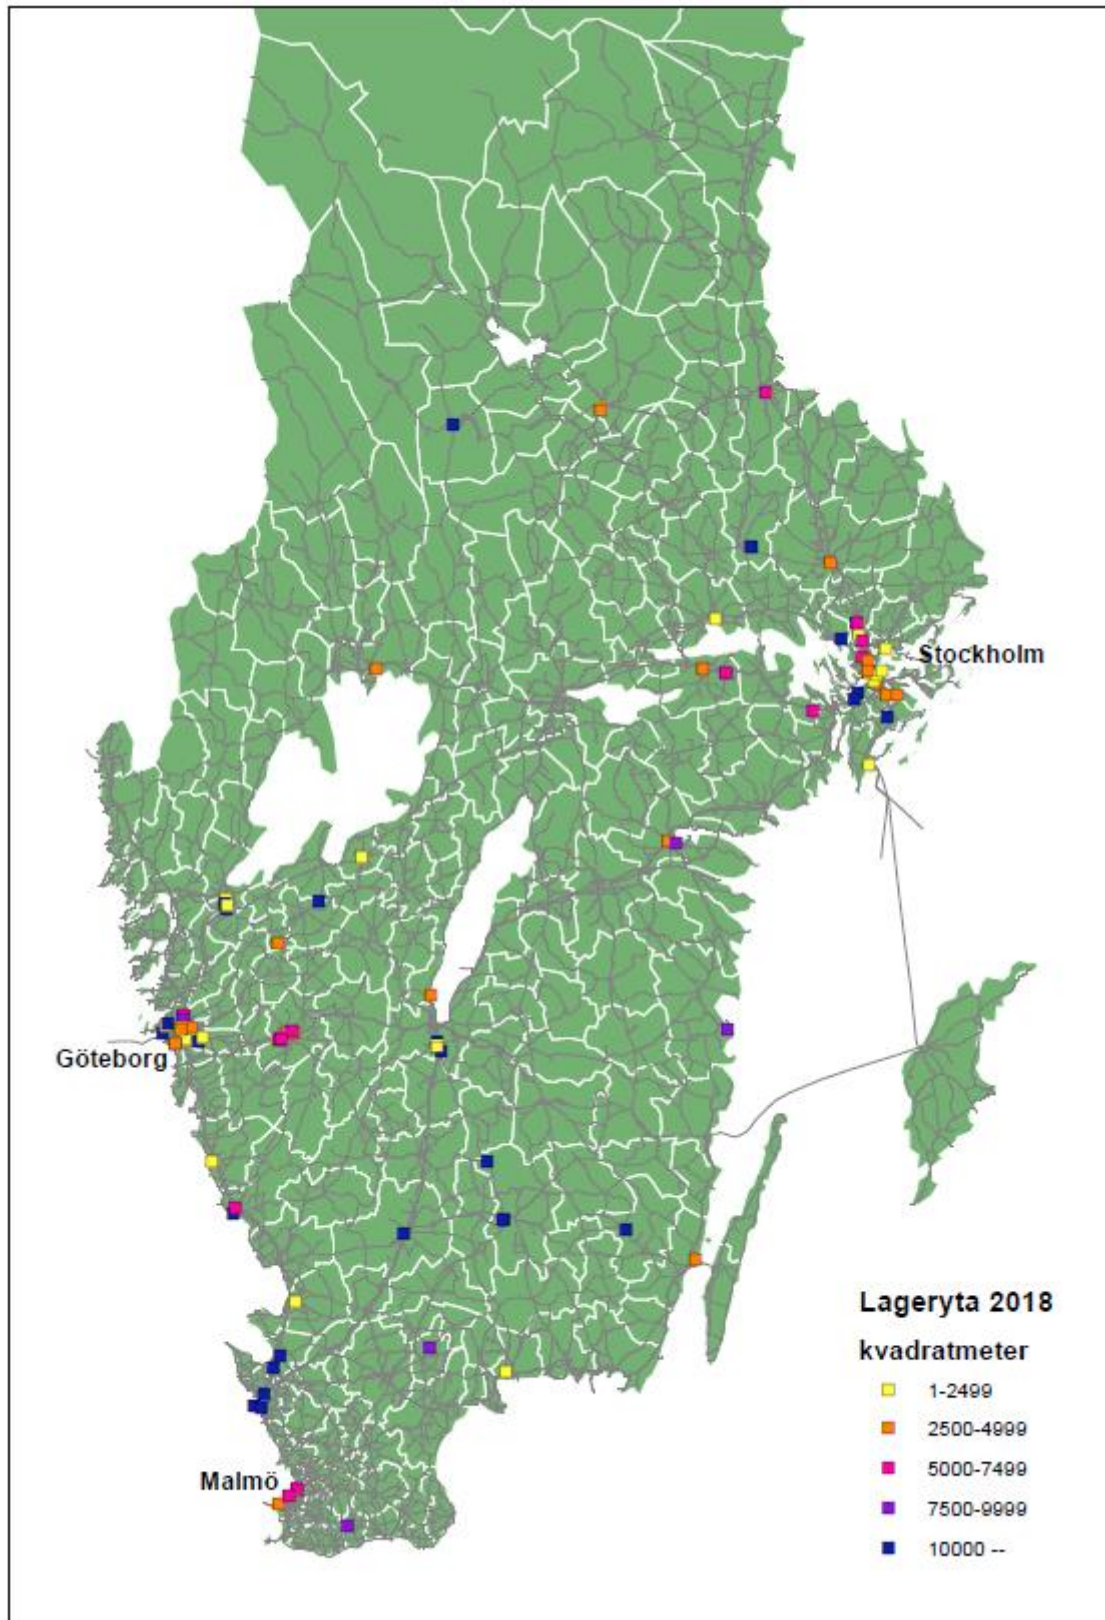 Stockholm
Göteborg
Malmö
Lageryta 2018
kvadratmeter
1-2499
2500-4999
5000-7499
7500-9999
10000 --